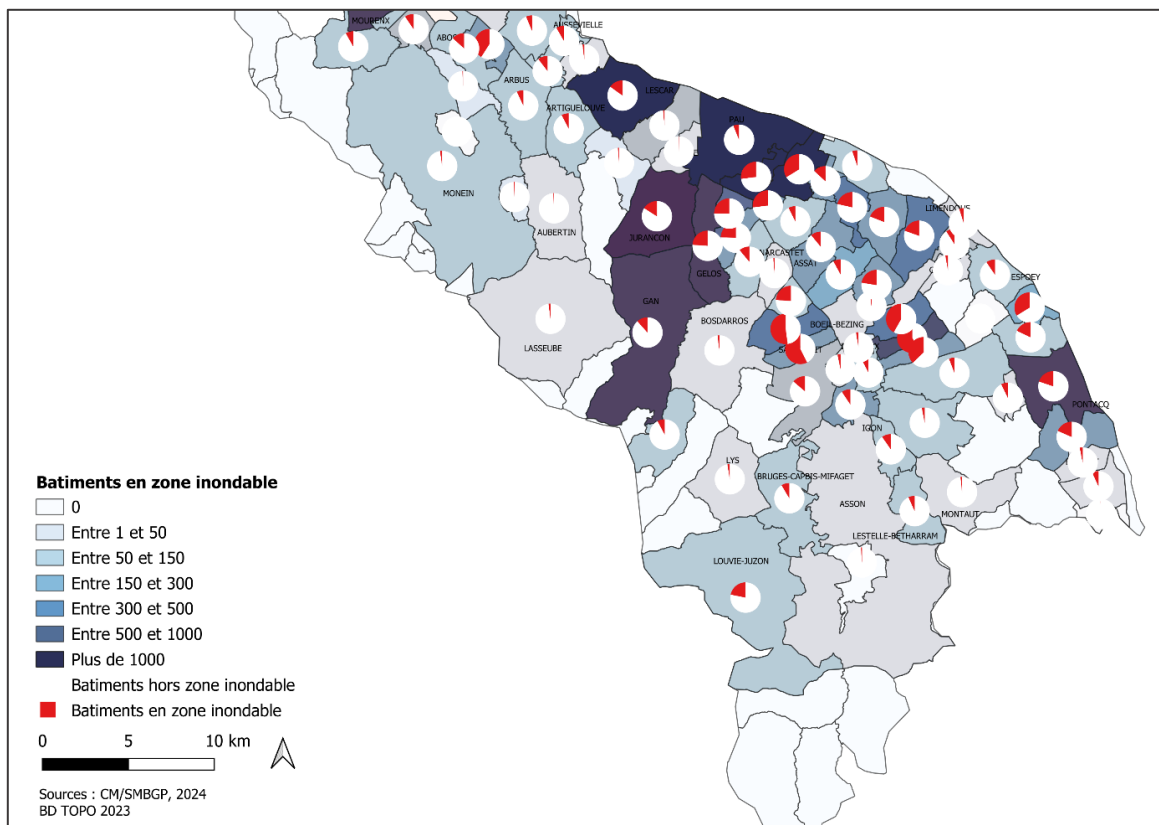 MOURENX
AUSSEVILLE
ABOS
LESCAR
ARBUS
ARTIGUELOUVE
PAU
MONEIN
LIMENDOUS
AUBERTIN
JURANCON
NARCASTET
ASSAT
GELOS
ESPOEY
GAN
BOSDARROS
BOEIL-BEZING
LASSEUBE
PONTACQ
IGON
LYS
BRUGES-CAPBIS-MIFAGET
ASSON
MONTAUT
LESTELLE-BETHARRAM
LOUVIE-JUZON
Batiments en zone inondable
0
Entre 1 et 50
Entre 50 et 150
Entre 150 et 300
Entre 300 et 500
Entre 500 et 1000
Plus de 1000
Batiments hors zone inondable
Batiments en zone inondable
0 5 10 km
Sources : CM/SMBGP, 2024
BD TOPO 2023